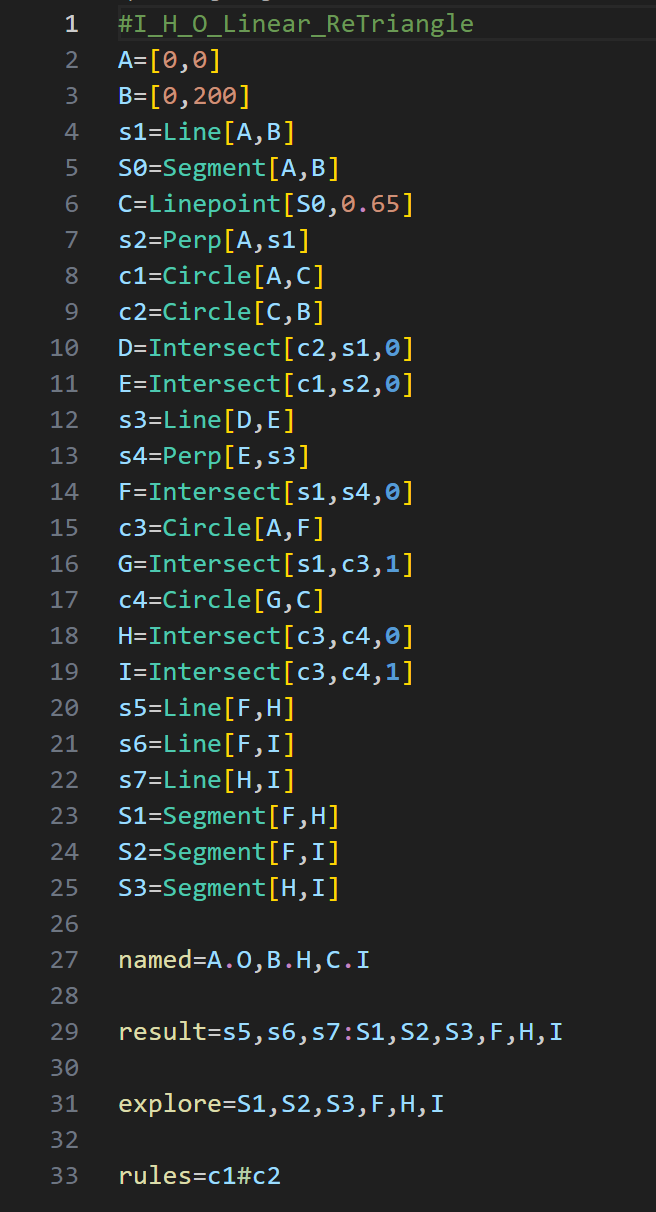 1 #I_H_O_Linear_ReTriangle
2 A=[0,0]
3 B=[0,200]
4 s1=Line[A,B]
5 S0=Segment[A,B]
6 C=Linepoint[S0,0.65]
7 s2=Perp[A,s1]
8 c1=Circle[A,C]
9 c2=Circle[C,B]
10 D=Intersect[c2,s1,0]
11 E=Intersect[c1,s2,0]
12 s3=Line[D,E]
13 s4=Perp[E,s3]
14 F=Intersect[s1,s4,0]
15 c3=Circle[A,F]
16 G=Intersect[s1,c3,1]
17 c4=Circle[G,C]
18 H=Intersect[c3,c4,0]
19 I=Intersect[c3,c4,1]
20 s5=Line[F,H]
21 s6=Line[F,I]
22 s7=Line[H,I]
23 S1=Segment[F,H]
24 S2=Segment[F,I]
25 S3=Segment[H,I]
26
27 named=A.O,B.H,C.I
28
29 result=s5,s6,s7:S1,S2,S3,F,H,I
30
31 explore=S1,S2,S3,F,H,I
32
33 rules=c1#c2